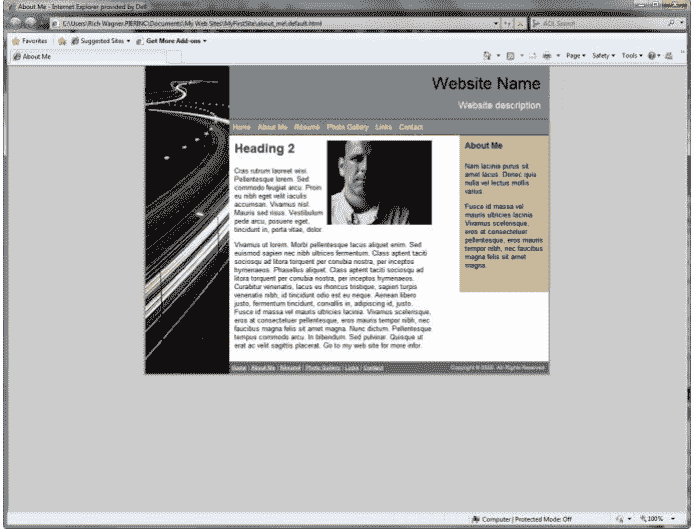 About Me - Internet Explorer provided by Dell
C:\Users\Rich Wagner.PIERINC\Documents\My Web Sites\MyFirstSite\about_me\default.html
AOL Search
Favorites Suggested Sites Get More Add-ons
About Me
Page Safety Tools
Website Name
Website description
Home About Me Résumé Photo Gallery Links Contact
Heading 2
About Me
Cras rutrum laoreet wisi.
Pellentesque lorem. Sed
commodo feugiat arcu. Proin
eu nibh eget velit iaculis
accumsan. Vivamus nisl.
Mauris sed risus. Vestibulum
pede arcu, posuere eget,
tincidunt in, porta vitae, dolor.
Vivamus ut lorem. Morbi pellentesque lacus aliquet enim. Sed
euismod sapien nec nibh ultrices fermentum. Class aptent taciti
sociosqu ad litora torquent per conubia nostra, per inceptos
hymenaeos. Phasellus aliquet. Class aptent taciti sociosqu ad
litora torquent per conubia nostra, per inceptos hymenaeos.
Curabitur venenatis, lacus eu rhoncus tristique, sapien turpis
venenatis nibh, id tincidunt odio est eu neque. Aenean libero
justo, fermentum tincidunt, convallis in, adipiscing id, justo.
Fusce id massa vel mauris ultricies lacinia. Vivamus scelerisque,
eros at consectetuer pellentesque, eros mauris tempor nibh, nec
faucibus magna felis sit amet magna. Nunc dictum. Pellentesque
tempus commodo arcu. In bibendum. Sed pulvinar. Quisque ut
erat ac velit sagittis placerat. Go to my web site for more infor.
Nam lacinia purus sit
amet lacus. Donec quis
nulla vel lectus mollis
varius.
Fusce id massa vel
mauris ultricies lacinia.
Vivamus scelerisque,
eros at consectetuer
pellentesque, eros mauris
tempor nibh, nec faucibus
magna felis sit amet
magna.
Home | About Me | Résumé | Photo Gallery | Links | Contact
Copyright © All Rights Reserved
Computer | Protected Mode: Off
100%